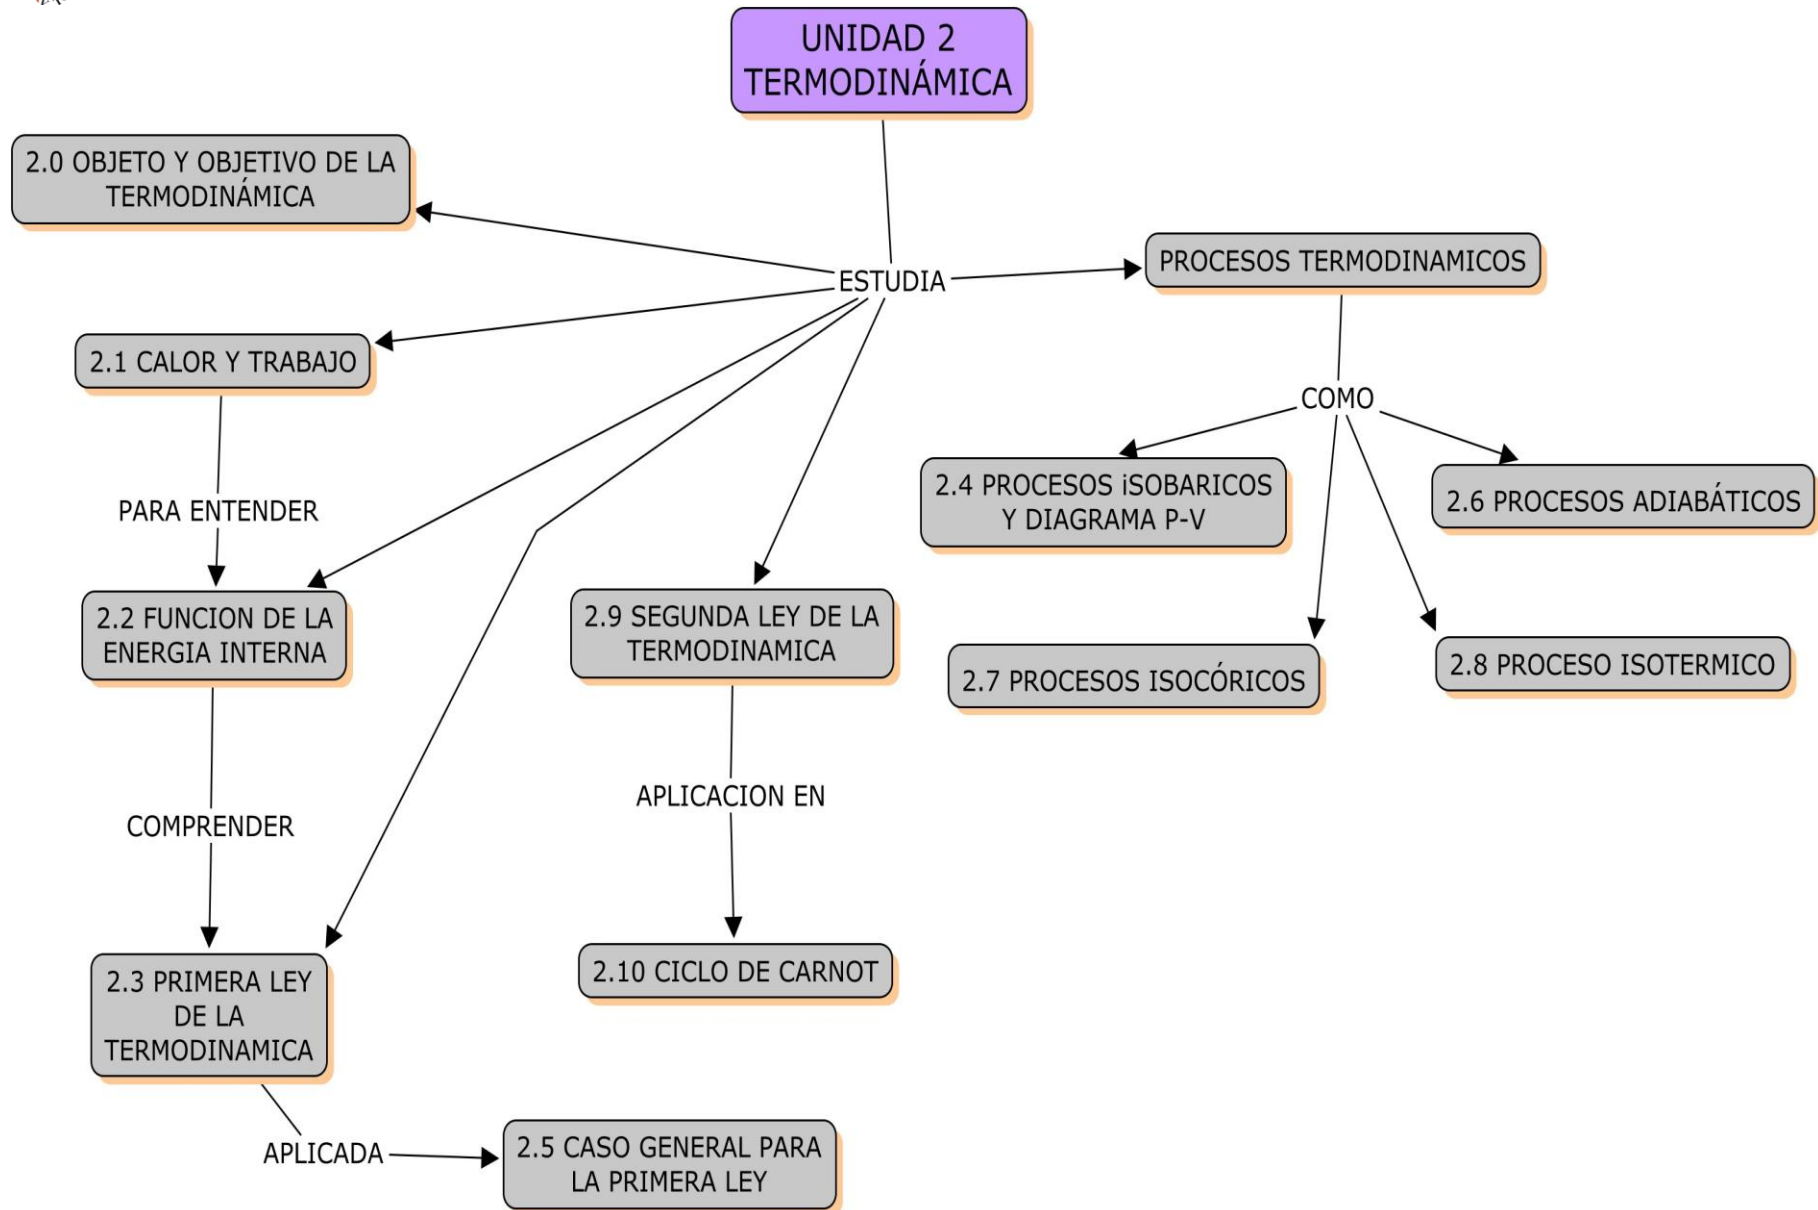 UNIDAD 2
TERMODINÁMICA
2.0 OBJETO Y OBJETIVO DE LA
TERMODINÁMICA
ESTUDIA
PROCESOS TERMODINAMICOS
2.1 CALOR Y TRABAJO
COMO
PARA ENTENDER
2.4 PROCESOS iSOBARICOS
Y DIAGRAMA P-V
2.6 PROCESOS ADIABÁTICOS
2.2 FUNCION DE LA
ENERGIA INTERNA
2.9 SEGUNDA LEY DE LA
TERMODINAMICA
2.7 PROCESOS ISOCÓRICOS
2.8 PROCESO ISOTERMICO
COMPRENDER
APLICACION EN
2.3 PRIMERA LEY
DE LA
TERMODINAMICA
2.10 CICLO DE CARNOT
APLICADA
2.5 CASO GENERAL PARA
LA PRIMERA LEY